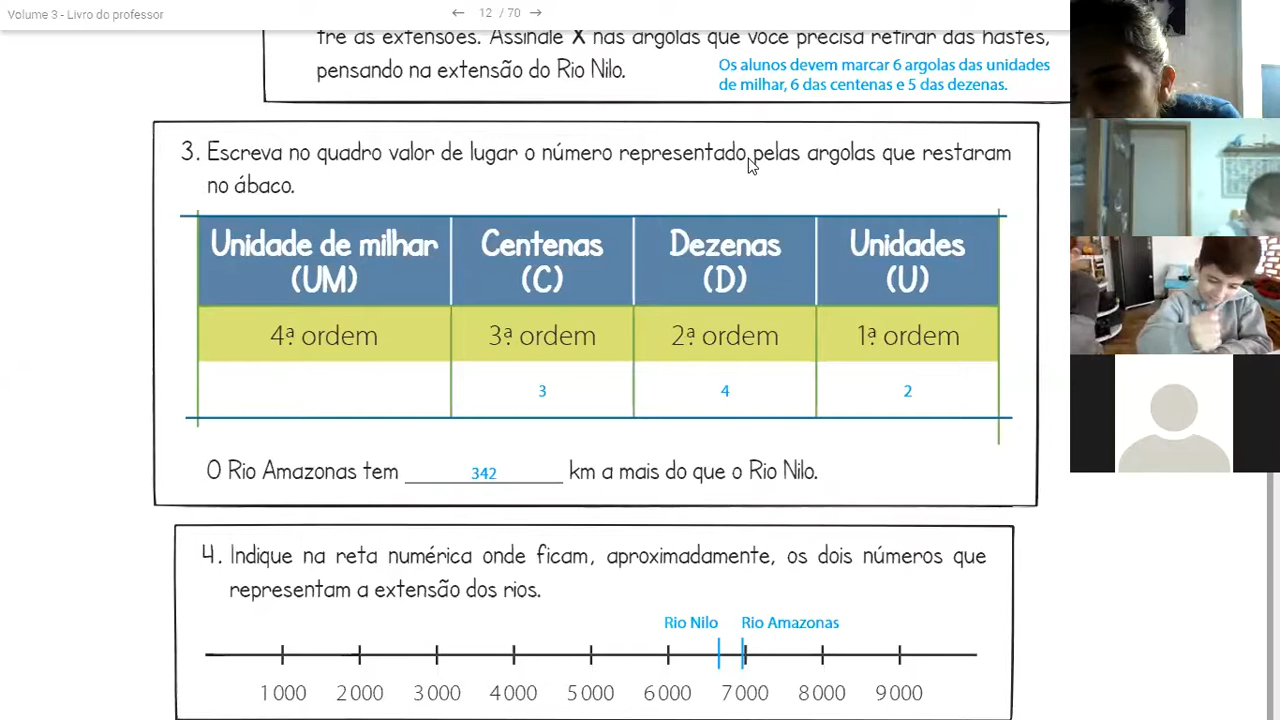 Volume 3 - Livro do professor
← 12 / 70 →
tre as extensões. Assinale X nas argolas que você precisa retirar das hastes,
pensando na extensão do Rio Nilo.
Os alunos devem marcar 6 argolas das unidades
de milhar, 6 das centenas e 5 das dezenas.
3. Escreva no quadro valor de lugar o número representado pelas argolas que restaram
no ábaco.
Unidade de milhar (UM) Centenas (C) Dezenas (D) Unidades (U)
4ª. ordem 3ª. ordem 2ª. ordem 1ª. ordem
3 4 2
O Rio Amazonas tem 342 km a mais do que o Rio Nilo.
4. Indique na reta numérica onde ficam, aproximadamente, os dois números que
representam a extensão dos rios.
Rio Nilo Rio Amazonas
1 000 2 000 3 000 4 000 5 000 6 000 7 000 8 000 9 000